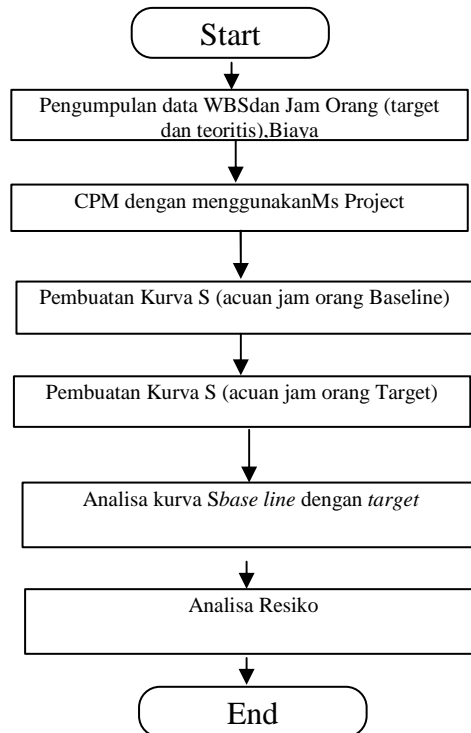 Start
Pengumpulan data WBSdan Jam Orang (target
dan teoritis),Biaya
CPM dengan menggunakanMs Project
Pembuatan Kurva S (acuan jam orang Baseline)
Pembuatan Kurva S (acuan jam orang Target)
Analisa kurva Sbase line dengan target
Analisa Resiko
End